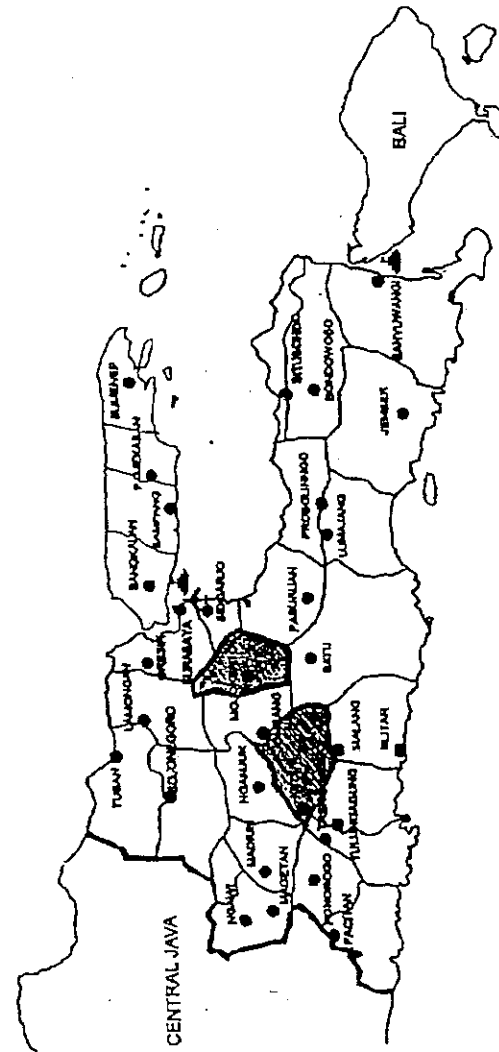 CENTRAL JAVA
TUBAN
LAMONGAN
GRESIK
BOJONEGORO
SURABAYA
SIDOARJO
BANGKALAN
SAMPANG
PAMEKASAN
SUMENEP
NGAWI
MADIUN
MAGETAN
NGANJUK
PONOROGO
PACITAN
TULUNGAGUNG
MALANG
BLITAR
BATU
PASURUAN
PROBOLINGGO
LUMAJANG
SITUBONDO
BONDOWOSO
JEMBER
BANYUWANGI
BALI